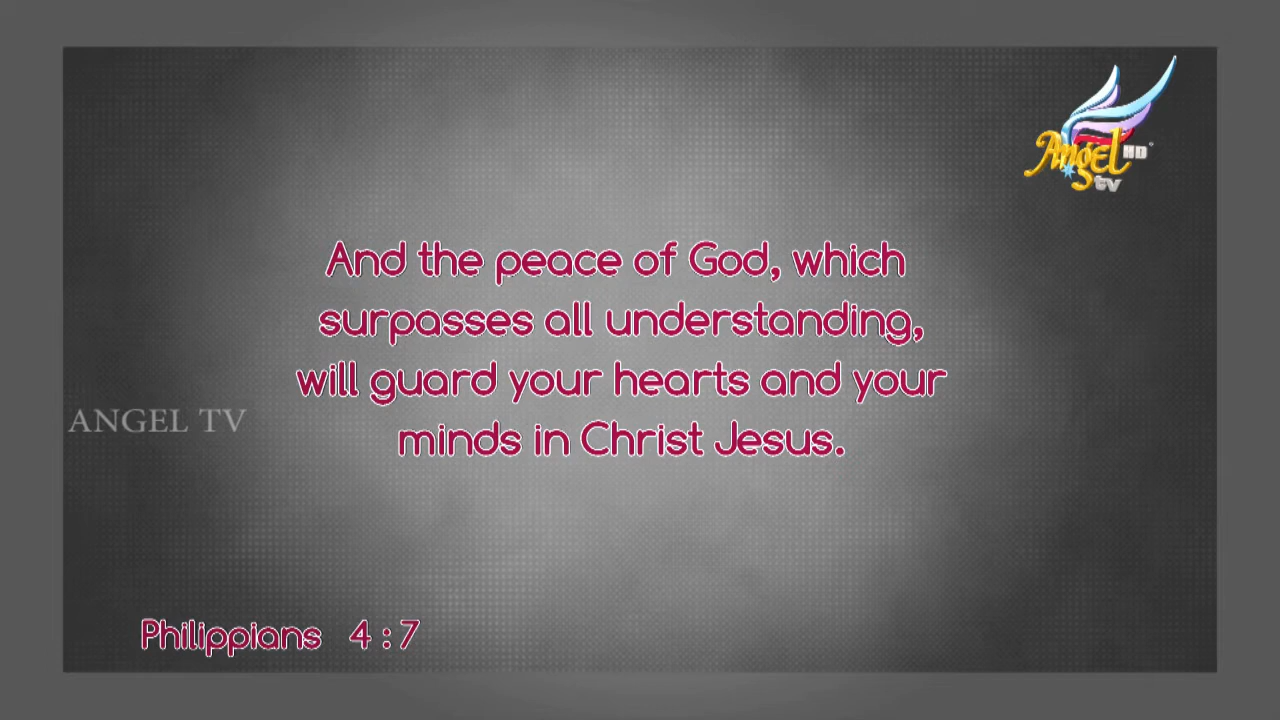 Angel HD
tv
And the peace of God, which
surpasses all understanding,
will guard your hearts and your
minds in Christ Jesus.
ANGEL TV
Philippians 4 : 7